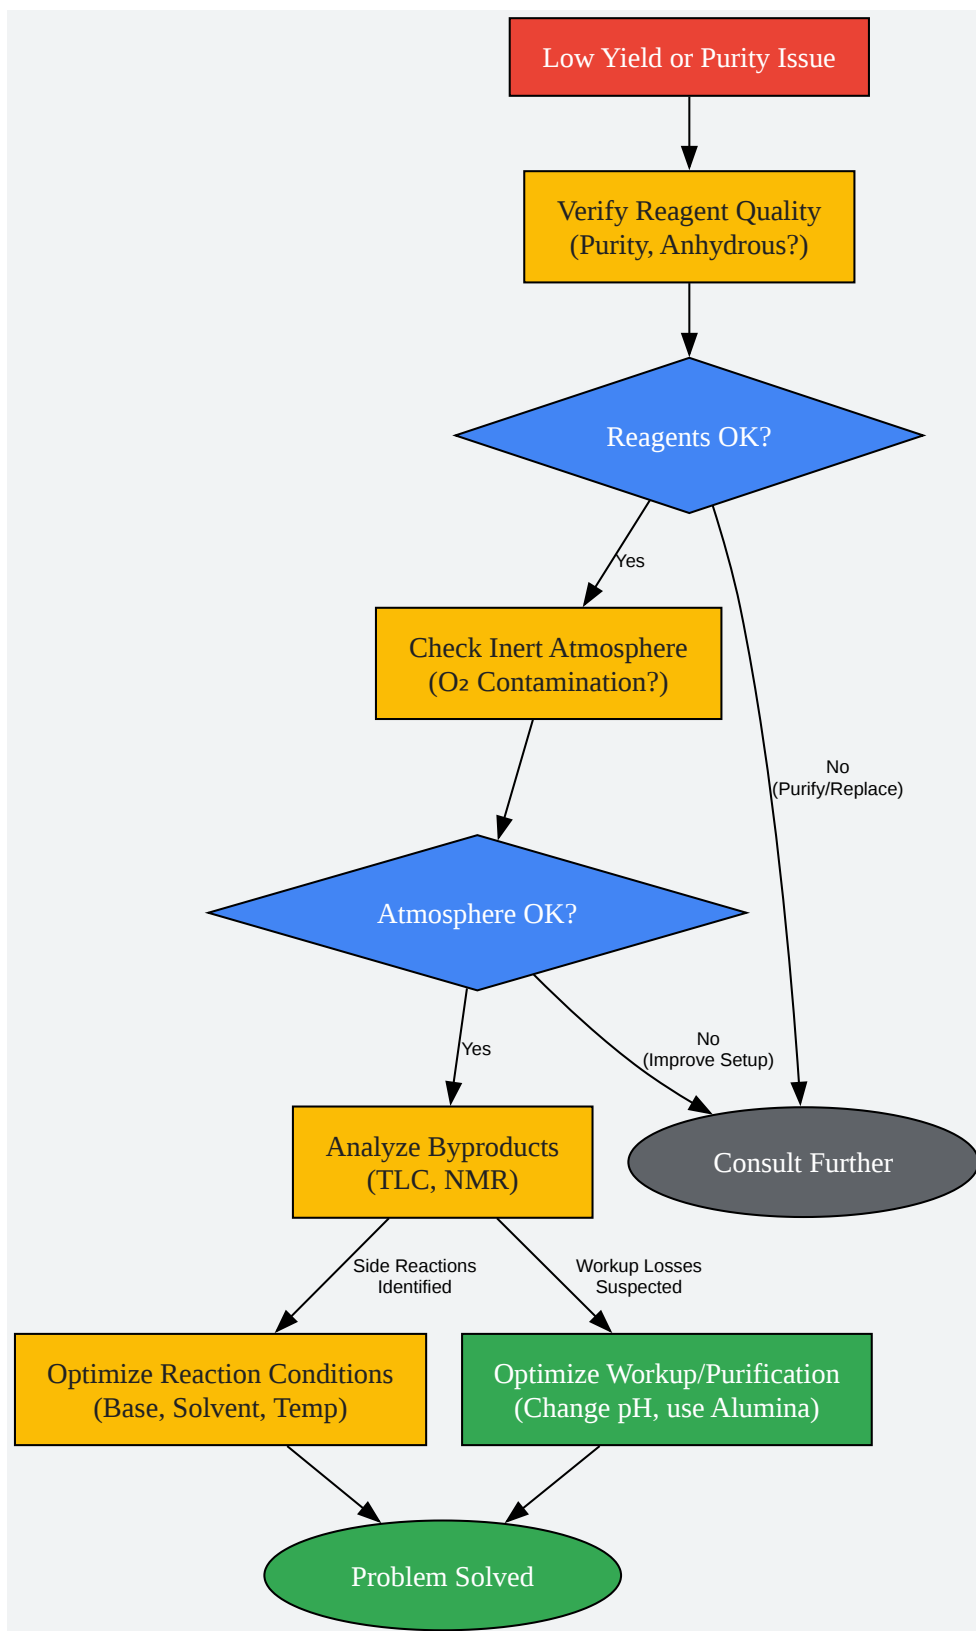 Low Yield or Purity Issue
Verify Reagent Quality
(Purity, Anhydrous?)
Reagents OK?
Yes
Check Inert Atmosphere
(O₂ Contamination?)
No
(Purify/Replace)
Atmosphere OK?
Yes
No
(Improve Setup)
Analyze Byproducts
(TLC, NMR)
Consult Further
Side Reactions
Identified
Workup Losses
Suspected
Optimize Reaction Conditions
(Base, Solvent, Temp)
Optimize Workup/Purification
(Change pH, use Alumina)
Problem Solved